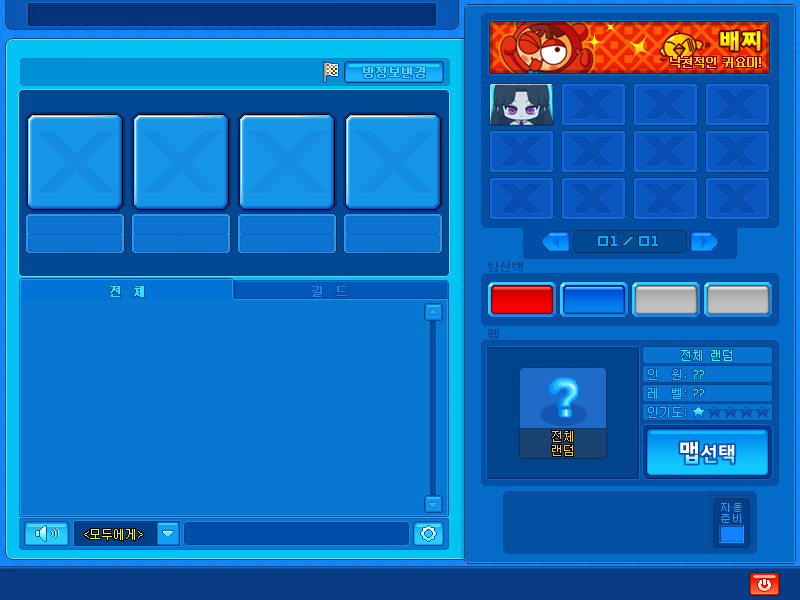 방정보변경
배찌
낙천적인 귀요미!
01 / 01
팀선택
전 체
길 드
맵
전체 랜덤
인 원: ??
레 벨: ??
인기도:
?
전체
랜덤
맵선택
<모두에게>
자동
준비